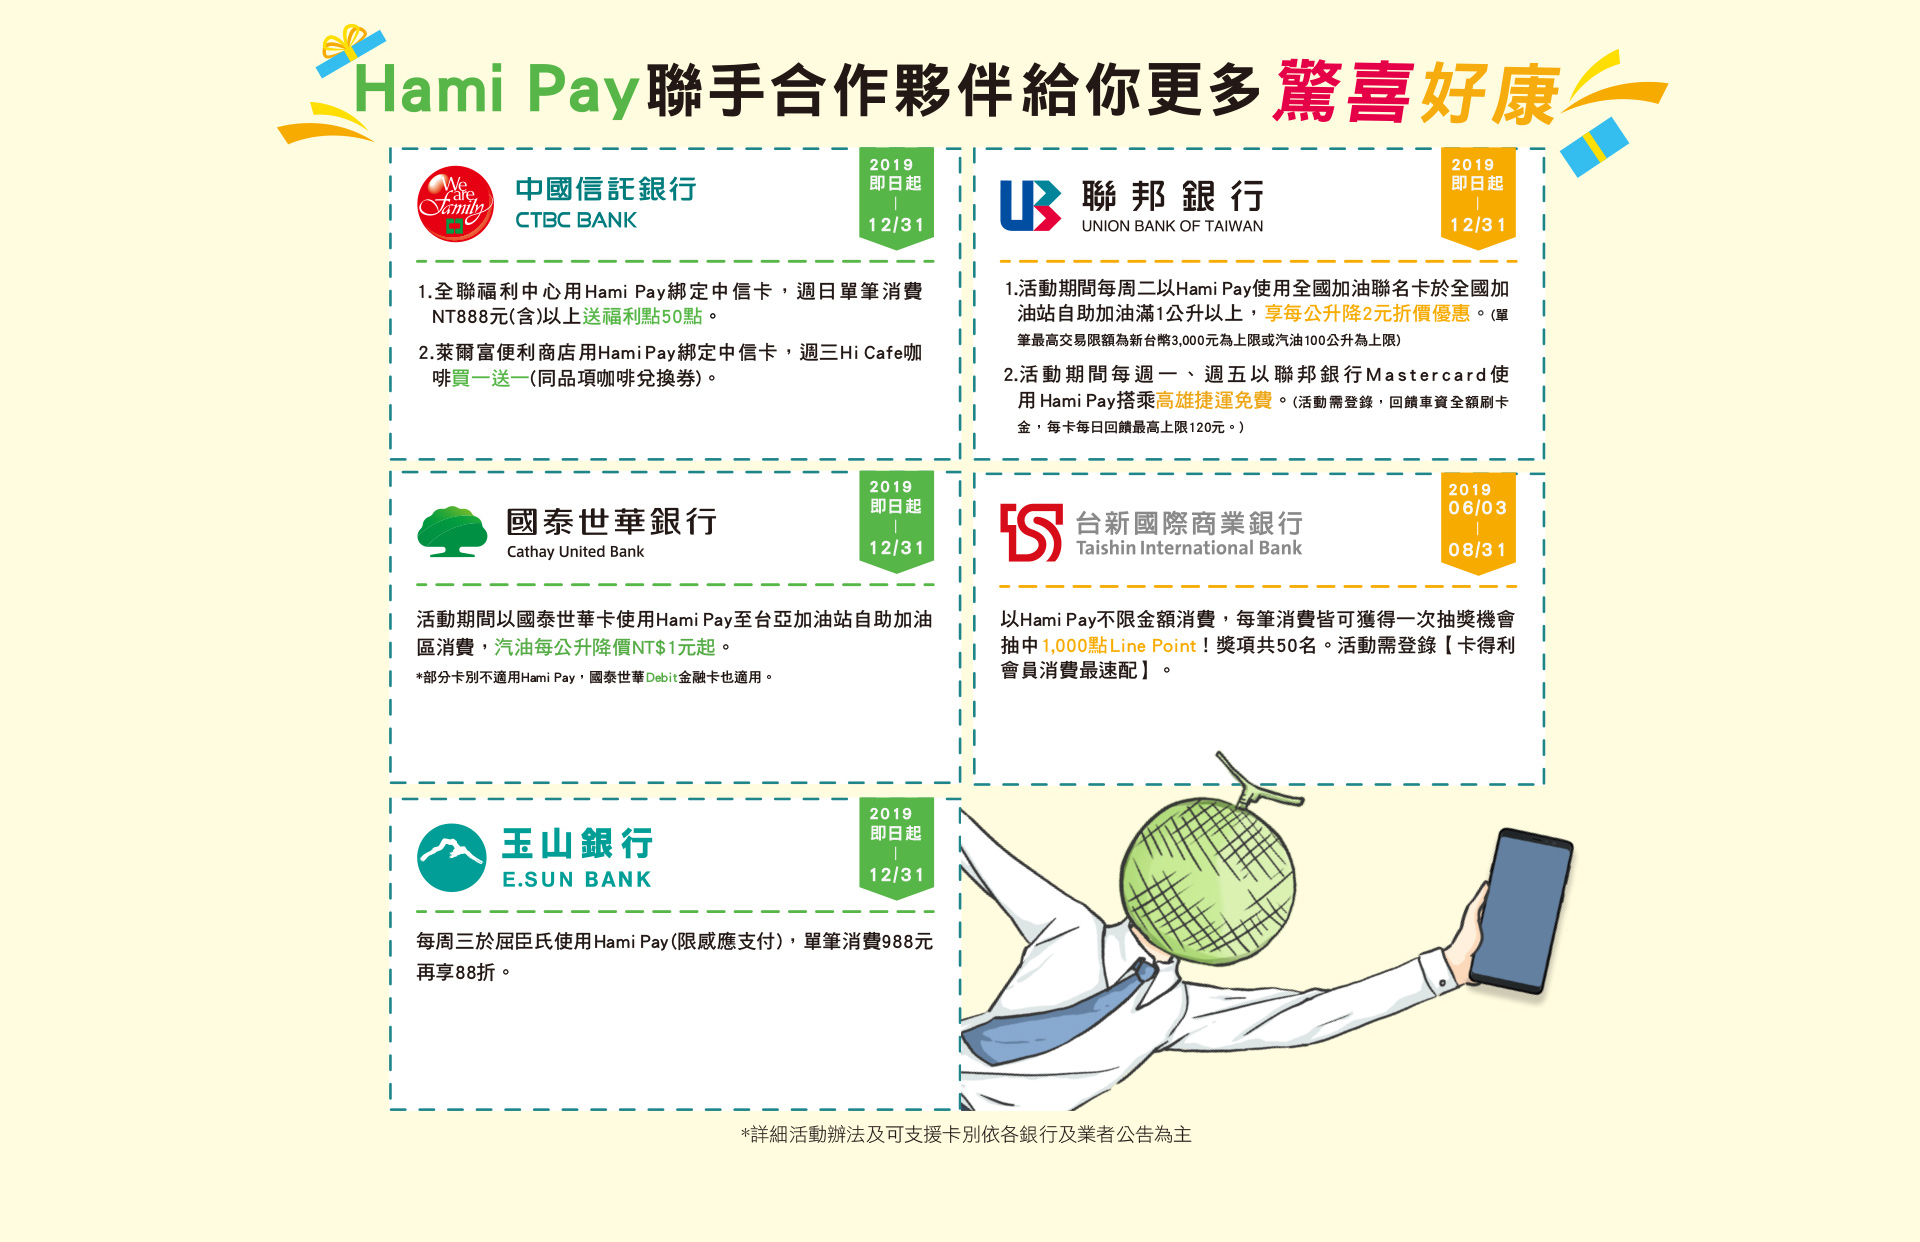 Hami Pay聯手合作夥伴給你更多驚喜好康
We care Family
中國信託銀行
CTBC BANK
2019
即日起
|
12/31
1.全聯福利中心用Hami Pay綁定中信卡，週日單筆消費
NT888元(含)以上送福利點50點。
2.萊爾富便利商店用Hami Pay綁定中信卡，週三Hi Cafe咖
啡買一送一(同品項咖啡兌換券)。
聯邦銀行
UNION BANK OF TAIWAN
2019
即日起
|
12/31
1.活動期間每周二以Hami Pay使用全國加油聯名卡於全國加
油站自助加油滿1公升以上，享每公升降2元折價優惠。(單
筆最高交易限額為新台幣3,000元為上限或汽油100公升為上限)
2.活動期間每週一、週五以聯邦銀行Mastercard使
用Hami Pay搭乘高雄捷運免費。(活動需登錄，回饋車資全額刷卡
金，每卡每日回饋最高上限120元。)
國泰世華銀行
Cathay United Bank
2019
即日起
|
12/31
活動期間以國泰世華卡使用Hami Pay至台亞加油站自助加油
區消費，汽油每公升降價NT$1元起。
*部分卡別不適用Hami Pay，國泰世華Debit金融卡也適用。
台新國際商業銀行
Taishin International Bank
2019
06/03
|
08/31
以Hami Pay不限金額消費，每筆消費皆可獲得一次抽獎機會
抽中1,000點Line Point！獎項共50名。活動需登錄【卡得利
會員消費最速配】。
玉山銀行
E.SUN BANK
2019
即日起
|
12/31
每周三於屈臣氏使用Hami Pay(限感應支付)，單筆消費988元
再享88折。
*詳細活動辦法及可支援卡別依各銀行及業者公告為主